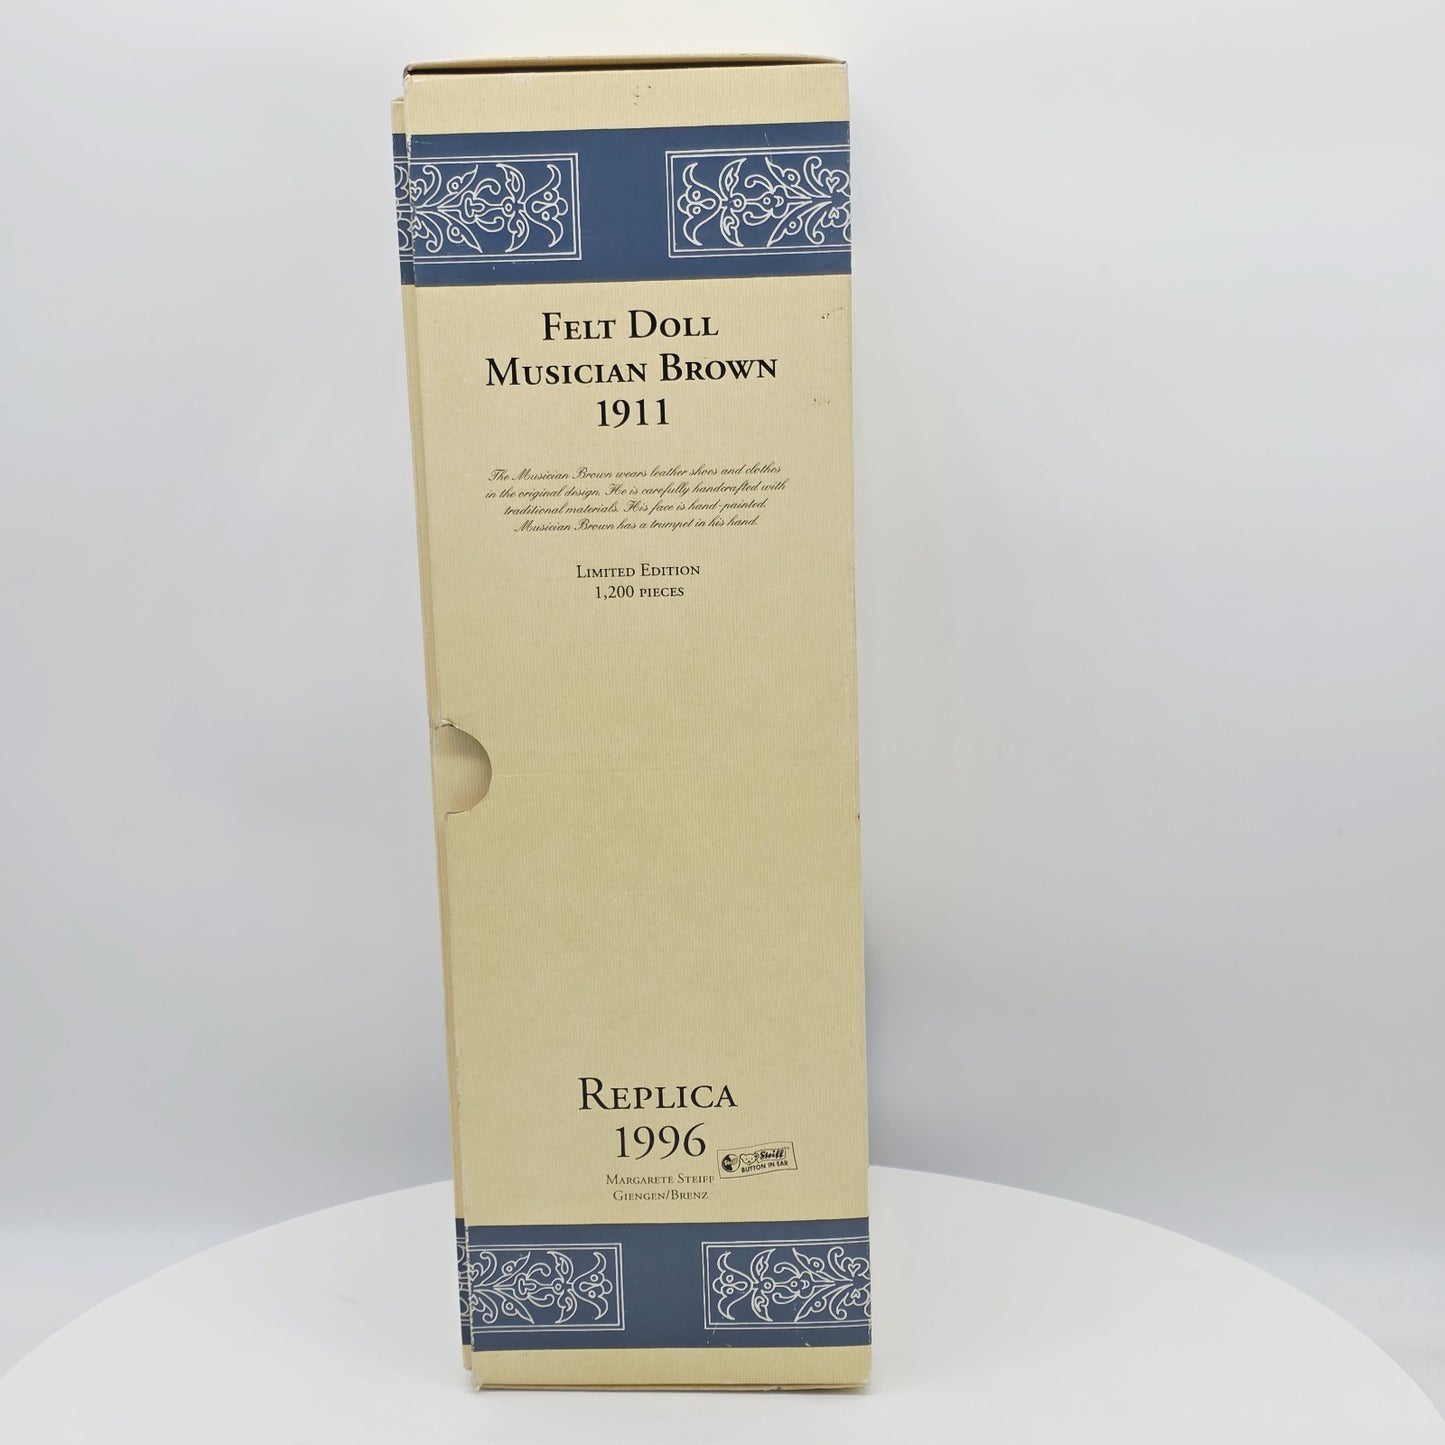 FELT DOLL
MUSICIAN BROWN
1911
The Musician Brown wears leather shoes and clothes
in the original design. He is carefully handcrafted with
traditional materials. His face is hand-painted.
Musician Brown has a trumpet in his hand.
LIMITED EDITION
1,200 PIECES
REPLICA
1996
Steiff
BUTTON IN EAR
MARGARETE STEIFF
GIENGEN/BRENZ